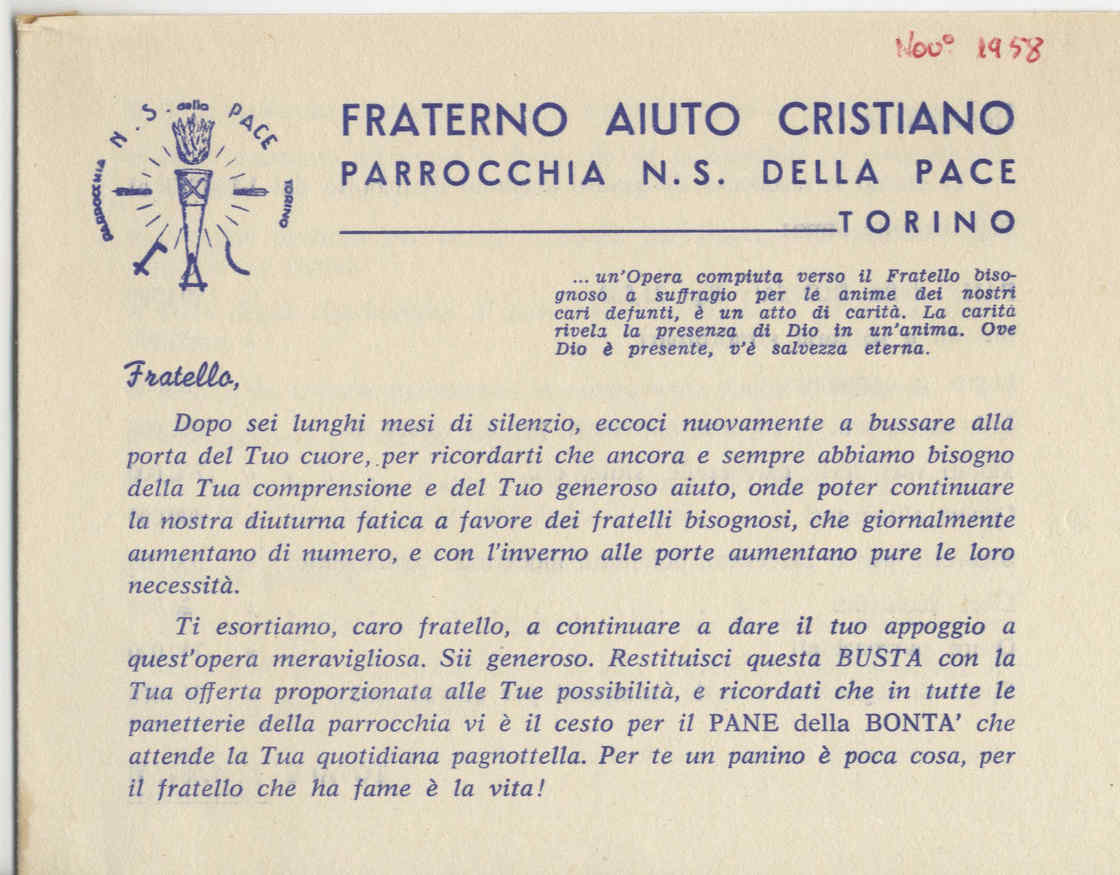 Nov° 1958
PARROCCHIA N. S. della PACE TORINO
FRATERNO AIUTO CRISTIANO
PARROCCHIA N. S. DELLA PACE
TORINO
... un'Opera compiuta verso il Fratello biso-
gnoso a suffragio per le anime dei nostri
cari defunti, è un atto di carità. La carità
rivela la presenza di Dio in un'anima. Ove
Dio è presente, v'è salvezza eterna.
Fratello,
Dopo sei lunghi mesi di silenzio, eccoci nuovamente a bussare alla
porta del Tuo cuore, per ricordarti che ancora e sempre abbiamo bisogno
della Tua comprensione e del Tuo generoso aiuto, onde poter continuare
la nostra diuturna fatica a favore dei fratelli bisognosi, che giornalmente
aumentano di numero, e con l'inverno alle porte aumentano pure le loro
necessità.
Ti esortiamo, caro fratello, a continuare a dare il tuo appoggio a
quest'opera meravigliosa. Sii generoso. Restituisci questa BUSTA con la
Tua offerta proporzionata alle Tue possibilità, e ricordati che in tutte le
panetterie della parrocchia vi è il cesto per il PANE della BONTA' che
attende la Tua quotidiana pagnottella. Per te un panino è poca cosa, per
il fratello che ha fame è la vita!